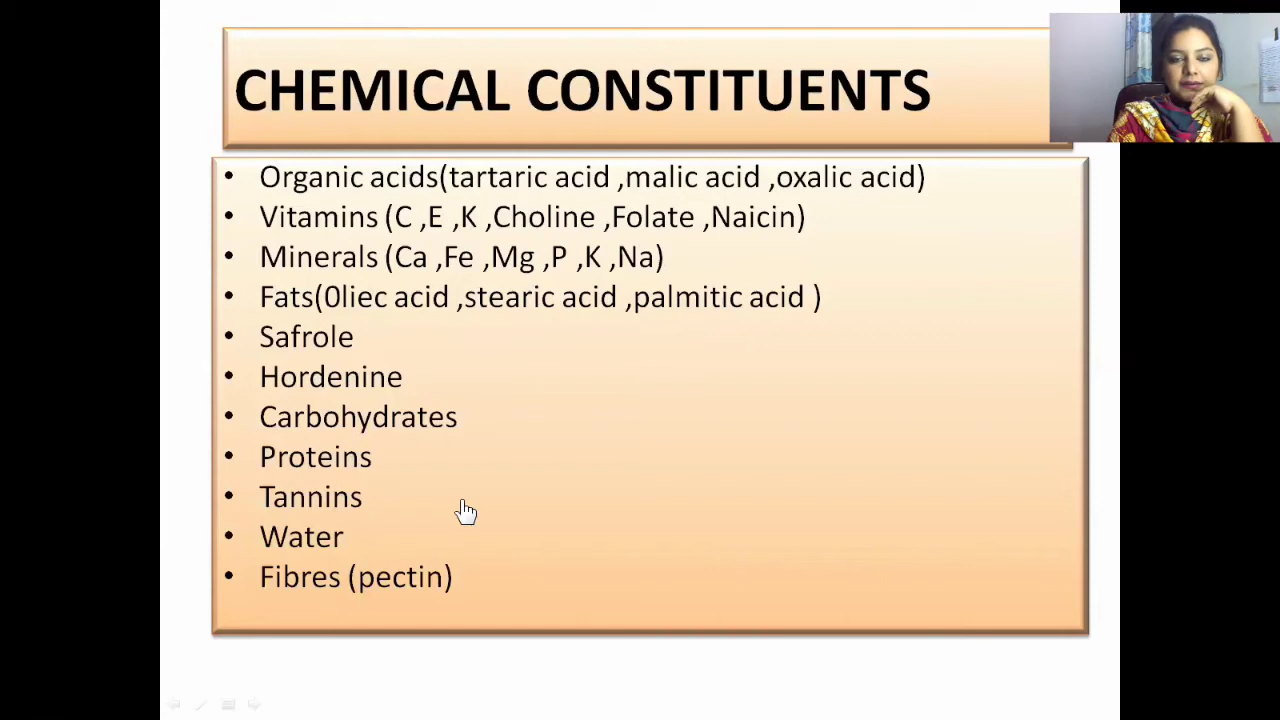 CHEMICAL CONSTITUENTS
• Organic acids(tartaric acid ,malic acid ,oxalic acid)
• Vitamins (C ,E ,K ,Choline ,Folate ,Naicin)
• Minerals (Ca ,Fe ,Mg ,P ,K ,Na)
• Fats(0liec acid ,stearic acid ,palmitic acid )
• Safrole
• Hordenine
• Carbohydrates
• Proteins
• Tannins
• Water
• Fibres (pectin)